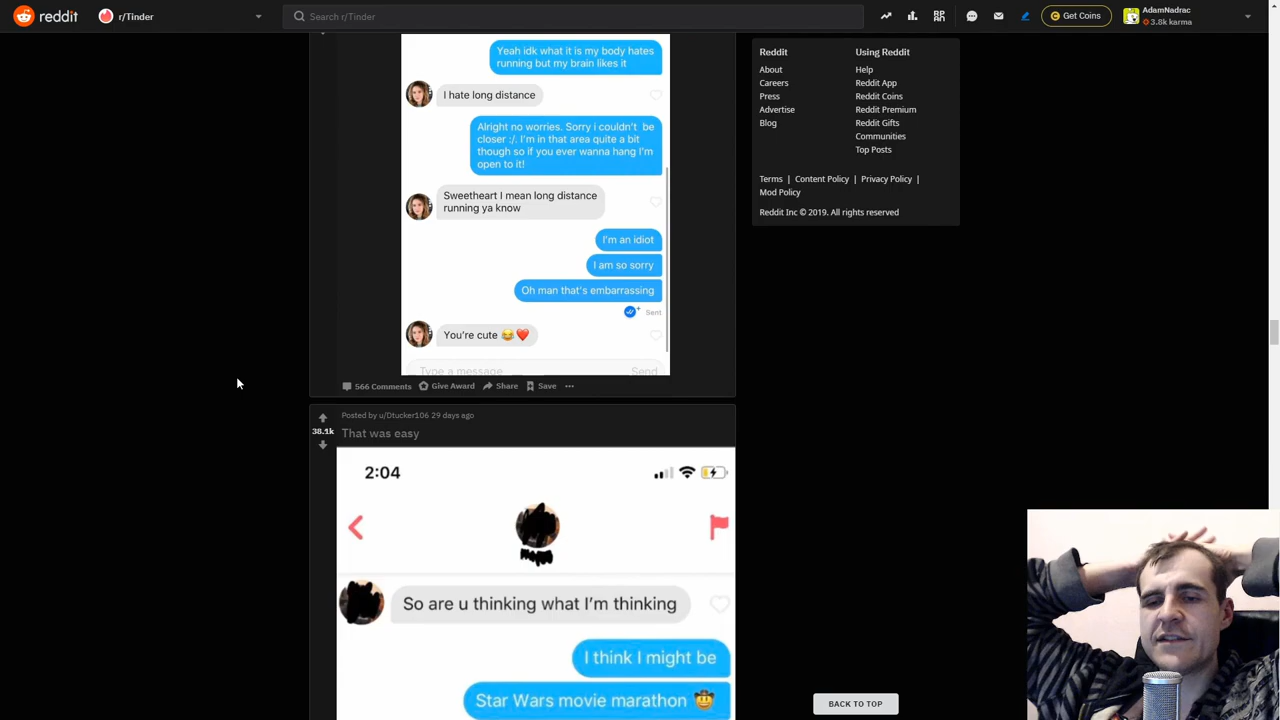 reddit
r/Tinder
Search r/Tinder
Get Coins
AdamNadrac
3.8k karma
Yeah idk what it is my body hates
running but my brain likes it
I hate long distance
Alright no worries. Sorry i couldn't be
closer :/. I'm in that area quite a bit
though so if you ever wanna hang I'm
open to it!
Sweetheart I mean long distance
running ya know
I'm an idiot
I am so sorry
Oh man that's embarrassing
Sent
You're cute 😂❤️
Type a message
Send
566 Comments
Give Award
Share
Save
Posted by u/Dtucker106 29 days ago
38.1k
That was easy
2:04
So are u thinking what I'm thinking
I think I might be
Star Wars movie marathon 🤠
Reddit
Using Reddit
About
Help
Careers
Reddit App
Press
Reddit Coins
Advertise
Reddit Premium
Blog
Reddit Gifts
Communities
Top Posts
Terms | Content Policy | Privacy Policy |
Mod Policy
Reddit Inc © 2019. All rights reserved
BACK TO TOP